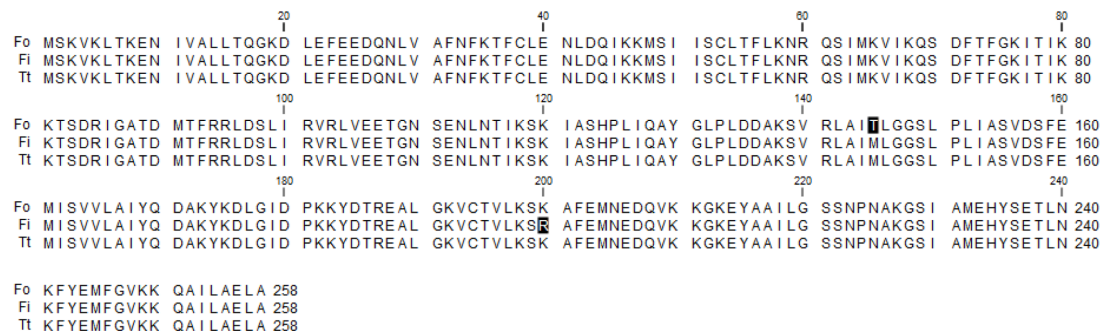 20 40 60 80
Fo MSKVKLTKEN IVALLTQGKD LEFEEDQNLV AFNFKTFCLE NLDQIKKMSI ISCLTFLKNR QSIMKVIKQS DFTFGKITIK 80
Fi MSKVKLTKEN IVALLTQGKD LEFEEDQNLV AFNFKTFCLE NLDQIKKMSI ISCLTFLKNR QSIMKVIKQS DFTFGKITIK 80
Tt MSKVKLTKEN IVALLTQGKD LEFEEDQNLV AFNFKTFCLE NLDQIKKMSI ISCLTFLKNR QSIMKVIKQS DFTFGKITIK 80
100 120 140 160
Fo KTSDRIGATD MTFRRLDSLI RVRLVEETGN SENLNTIKSK IASHPLIQAY GLPLDDAKSV RLAITLGGSL PLIASVDSFE 160
Fi KTSDRIGATD MTFRRLDSLI RVRLVEETGN SENLNTIKSK IASHPLIQAY GLPLDDAKSV RLAIMLGGSL PLIASVDSFE 160
Tt KTSDRIGATD MTFRRLDSLI RVRLVEETGN SENLNTIKSK IASHPLIQAY GLPLDDAKSV RLAIMLGGSL PLIASVDSFE 160
180 200 220 240
Fo MISVVLAIYQ DAKYKDLGID PKKYDTREAL GKVCTVLKSK AFEMNEDQVK KGKEYAAILG SSNPNAKGSI AMEHYSETLN 240
Fi MISVVLAIYQ DAKYKDLGID PKKYDTREAL GKVCTVLKSR AFEMNEDQVK KGKEYAAILG SSNPNAKGSI AMEHYSETLN 240
Tt MISVVLAIYQ DAKYKDLGID PKKYDTREAL GKVCTVLKSK AFEMNEDQVK KGKEYAAILG SSNPNAKGSI AMEHYSETLN 240
Fo KFYEMFGVKK QAILAELA 258
Fi KFYEMFGVKK QAILAELA 258
Tt KFYEMFGVKK QAILAELA 258